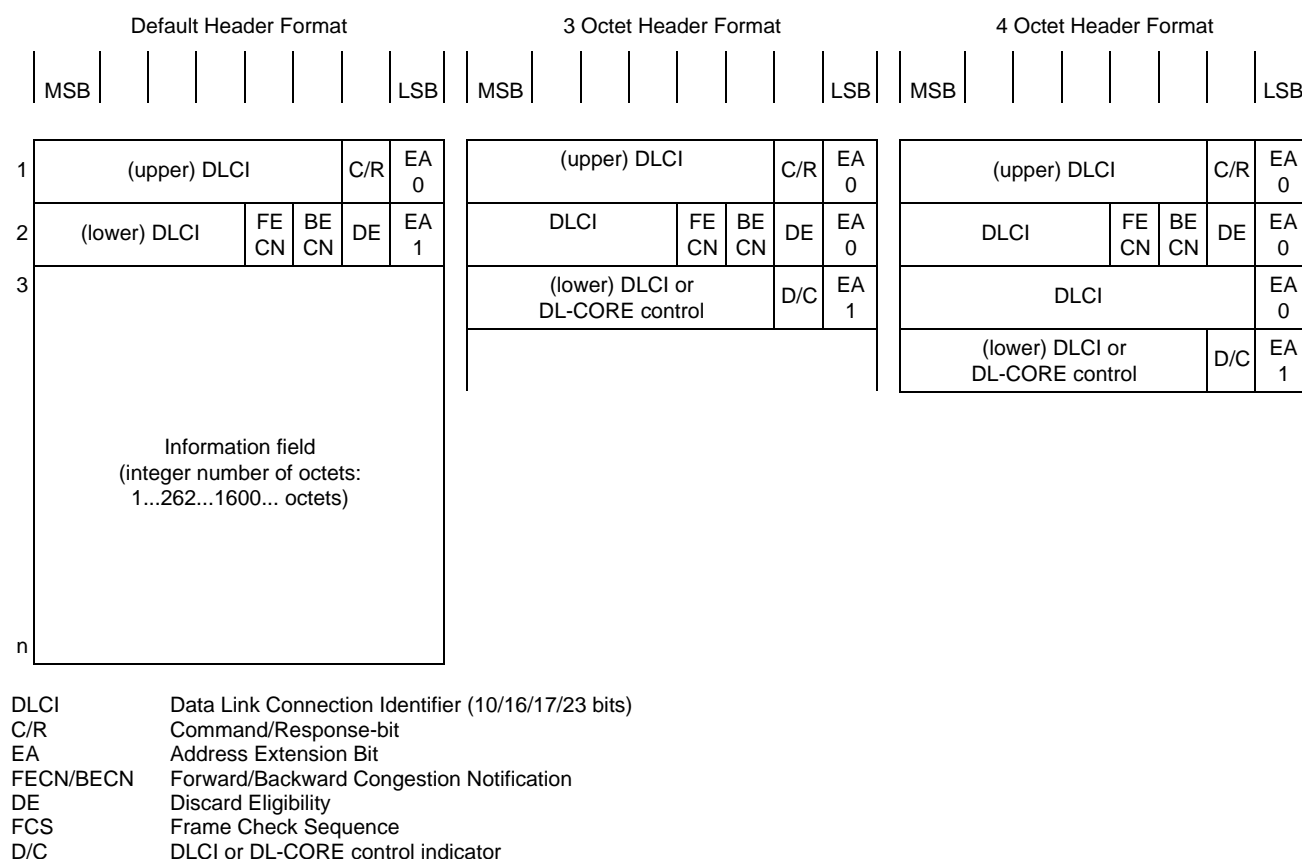 Default Header Format 3 Octet Header Format 4 Octet Header Format
MSB LSB MSB LSB MSB LSB
1 (upper) DLCI C/R EA 0
2 (lower) DLCI FE CN BE CN DE EA 1
3
Information field
(integer number of octets:
1...262...1600... octets)
n
(upper) DLCI C/R EA 0
DLCI FE CN BE CN DE EA 0
(lower) DLCI or
DL-CORE control D/C EA 1
(upper) DLCI C/R EA 0
DLCI FE CN BE CN DE EA 0
DLCI EA 0
(lower) DLCI or
DL-CORE control D/C EA 1
DLCI Data Link Connection Identifier (10/16/17/23 bits)
C/R Command/Response-bit
EA Address Extension Bit
FECN/BECN Forward/Backward Congestion Notification
DE Discard Eligibility
FCS Frame Check Sequence
D/C DLCI or DL-CORE control indicator